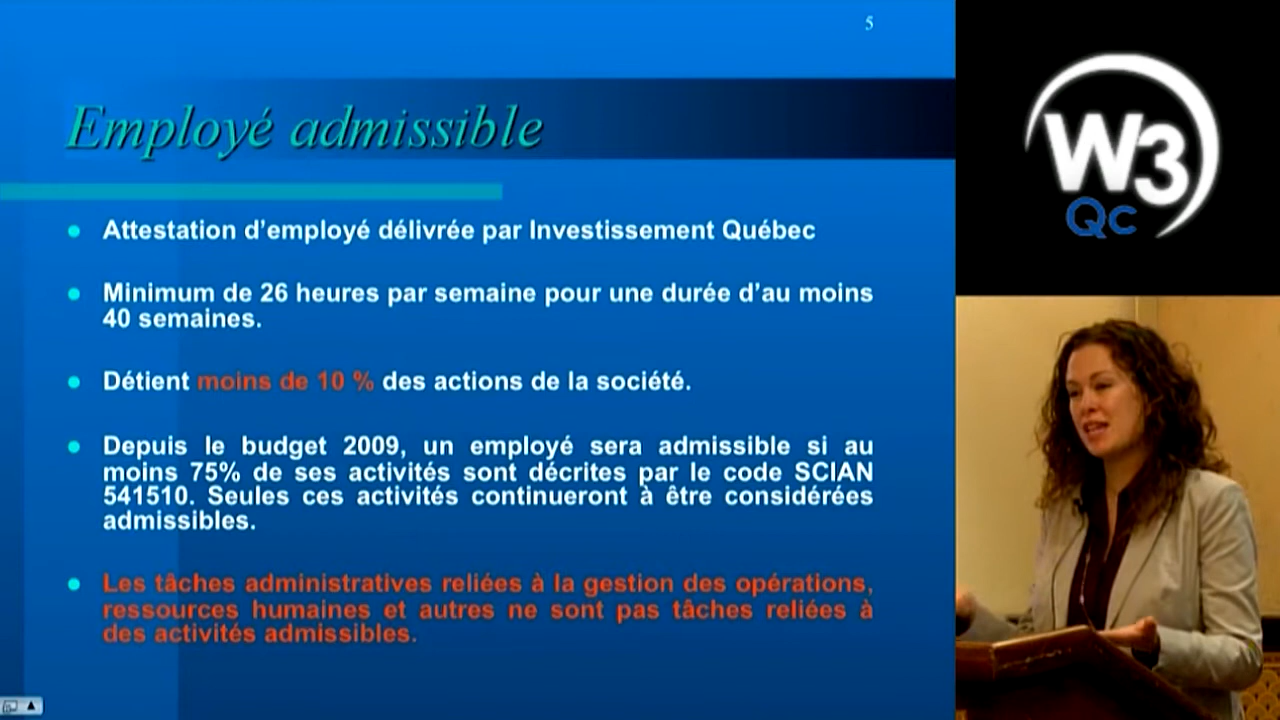 5
Employé admissible
Attestation d'employé délivrée par Investissement Québec
Minimum de 26 heures par semaine pour une durée d'au moins
40 semaines.
Détient moins de 10 % des actions de la société.
Depuis le budget 2009, un employé sera admissible si au
moins 75% de ses activités sont décrites par le code SCIAN
541510. Seules ces activités continueront à être considérées
admissibles.
Les tâches administratives reliées à la gestion des opérations,
ressources humaines et autres ne sont pas tâches reliées à
des activités admissibles.
W3
Qc